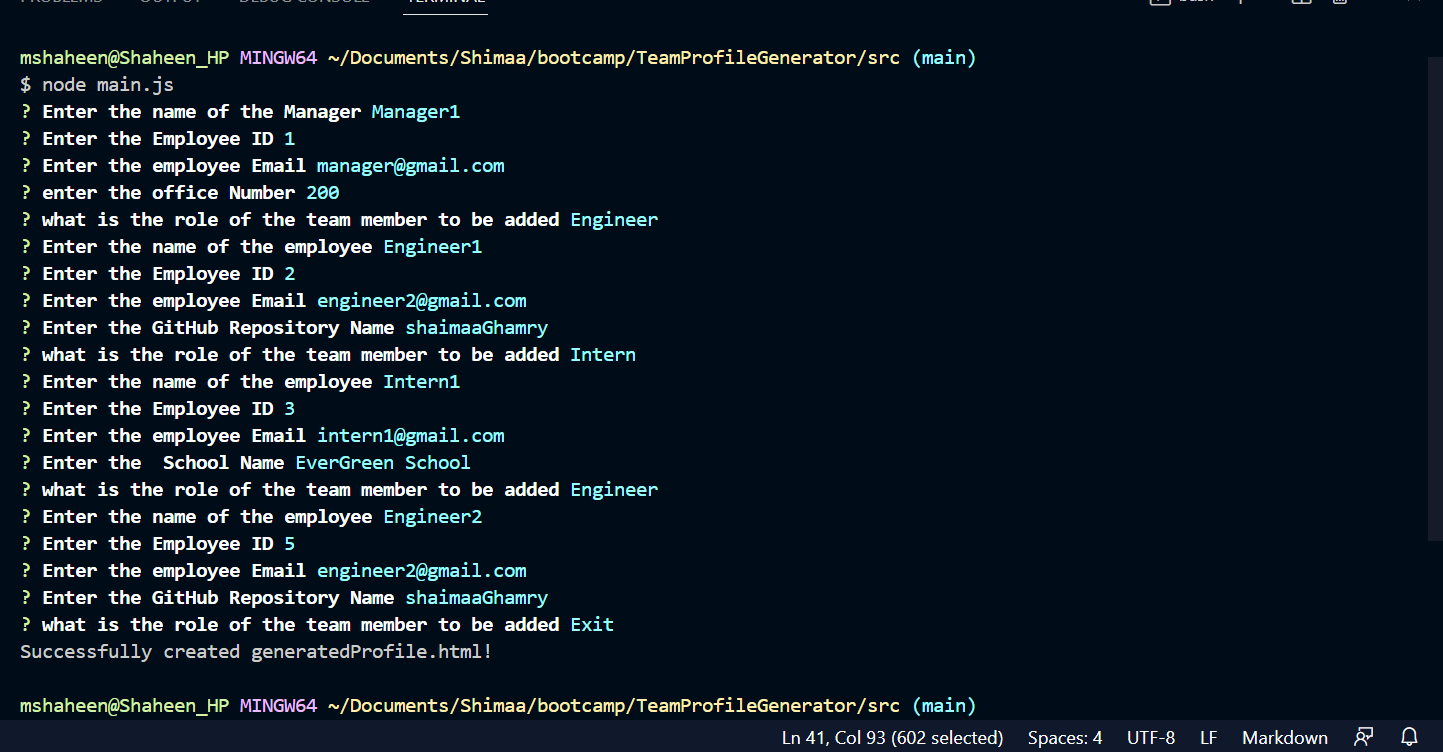 PROBLEMS OUTPUT DEBUG CONSOLE TERMINAL bash
mshaheen@Shaheen_HP MINGW64 ~/Documents/Shimaa/bootcamp/TeamProfileGenerator/src (main)
$ node main.js
? Enter the name of the Manager Manager1
? Enter the Employee ID 1
? Enter the employee Email manager@gmail.com
? enter the office Number 200
? what is the role of the team member to be added Engineer
? Enter the name of the employee Engineer1
? Enter the Employee ID 2
? Enter the employee Email engineer2@gmail.com
? Enter the GitHub Repository Name shaimaaGhamry
? what is the role of the team member to be added Intern
? Enter the name of the employee Intern1
? Enter the Employee ID 3
? Enter the employee Email intern1@gmail.com
? Enter the  School Name EverGreen School
? what is the role of the team member to be added Engineer
? Enter the name of the employee Engineer2
? Enter the Employee ID 5
? Enter the employee Email engineer2@gmail.com
? Enter the GitHub Repository Name shaimaaGhamry
? what is the role of the team member to be added Exit
Successfully created generatedProfile.html!
mshaheen@Shaheen_HP MINGW64 ~/Documents/Shimaa/bootcamp/TeamProfileGenerator/src (main)
Ln 41, Col 93 (602 selected) Spaces: 4 UTF-8 LF Markdown